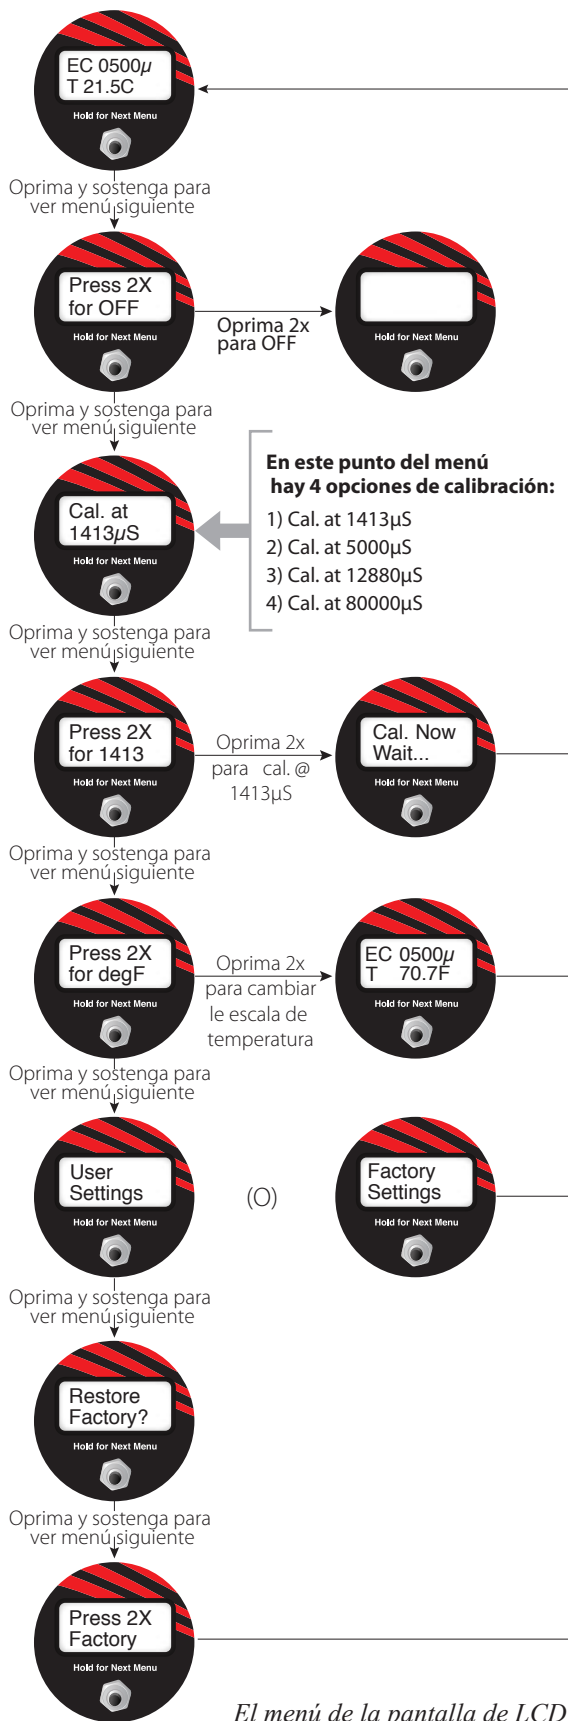 EC 0500µ
T 21.5C
Hold for Next Menu
Oprima y sostenga para
ver menú siguiente
Press 2X
for OFF
Hold for Next Menu
Oprima 2x
para OFF
Hold for Next Menu
Oprima y sostenga para
ver menú siguiente
Cal. at
1413µS
Hold for Next Menu
En este punto del menú
hay 4 opciones de calibración:
1) Cal. at 1413µS
2) Cal. at 5000µS
3) Cal. at 12880µS
4) Cal. at 80000µS
Oprima y sostenga para
ver menú siguiente
Press 2X
for 1413
Hold for Next Menu
Oprima 2x
para cal. @
1413µS
Cal. Now
Wait...
Hold for Next Menu
Oprima y sostenga para
ver menú siguiente
Press 2X
for degF
Hold for Next Menu
Oprima 2x
para cambiar
le escala de
temperatura
EC 0500µ
T 70.7F
Hold for Next Menu
Oprima y sostenga para
ver menú siguiente
User
Settings
Hold for Next Menu
(O)
Factory
Settings
Hold for Next Menu
Oprima y sostenga para
ver menú siguiente
Restore
Factory?
Hold for Next Menu
Oprima y sostenga para
ver menú siguiente
Press 2X
Factory
Hold for Next Menu
El menú de la pantalla de LCD